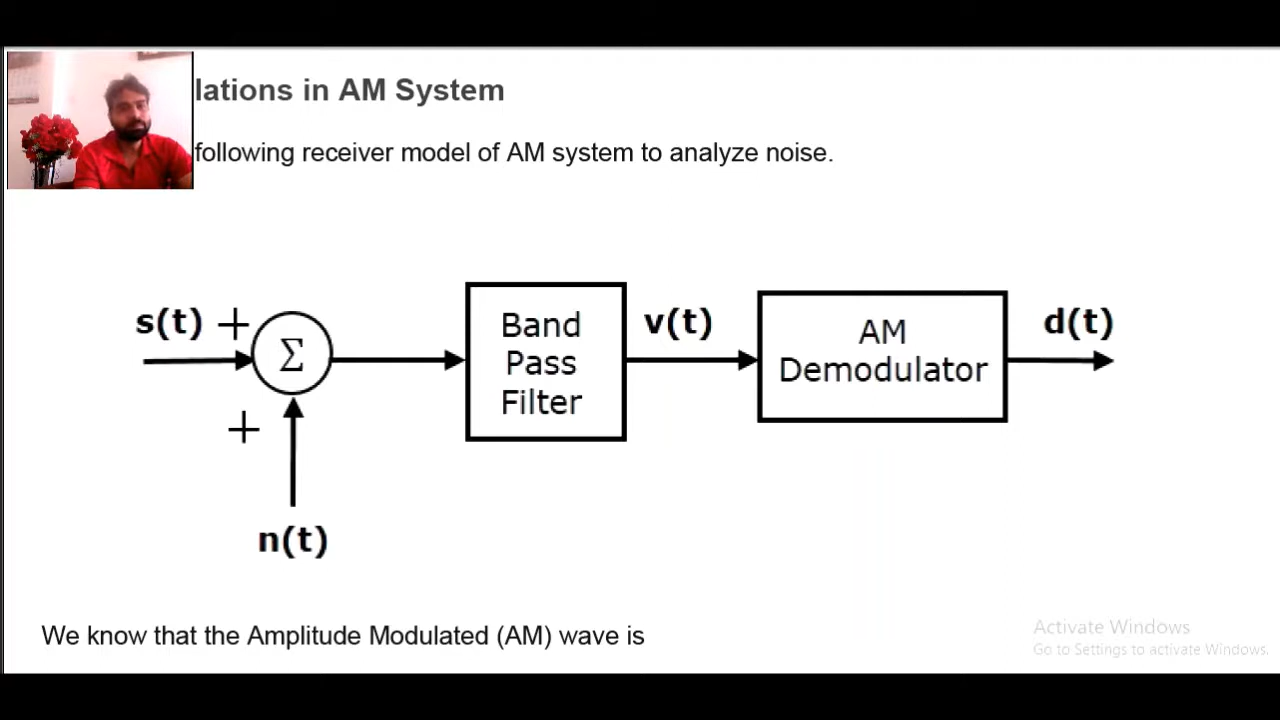 lations in AM System
following receiver model of AM system to analyze noise.
s(t) + Σ + n(t)
Band
Pass
Filter
v(t)
AM
Demodulator
d(t)
We know that the Amplitude Modulated (AM) wave is
Activate Windows
Go to Settings to activate Windows.